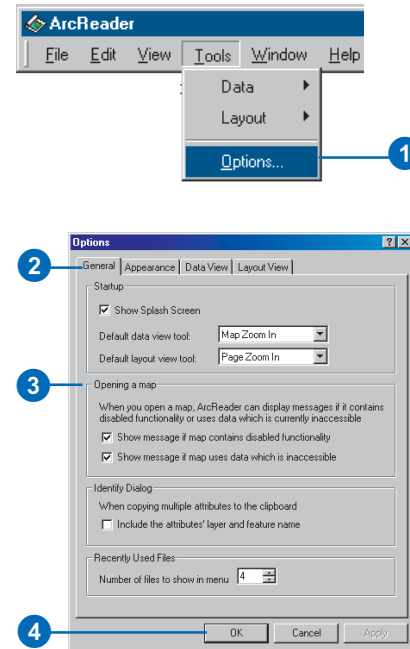 ArcReader
File Edit View Tools Window Help
Data
Layout
Options...
1
Options
2
General Appearance Data View Layout View
Startup
Show Splash Screen
Default data view tool: Map Zoom In
Default layout view tool: Page Zoom In
3
Opening a map
When you open a map, ArcReader can display messages if it contains
disabled functionality or uses data which is currently inaccessible
Show message if map contains disabled functionality
Show message if map uses data which is inaccessible
Identify Dialog
When copying multiple attributes to the clipboard
Include the attributes' layer and feature name
Recently Used Files
Number of files to show in menu 4
4
OK Cancel Apply